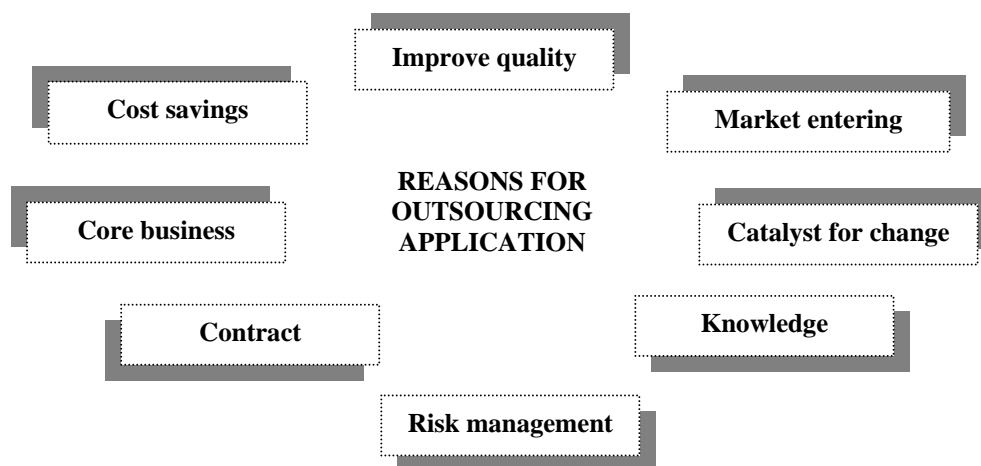 Improve quality
Cost savings
Market entering
REASONS FOR
OUTSOURCING
APPLICATION
Core business
Catalyst for change
Contract
Knowledge
Risk management